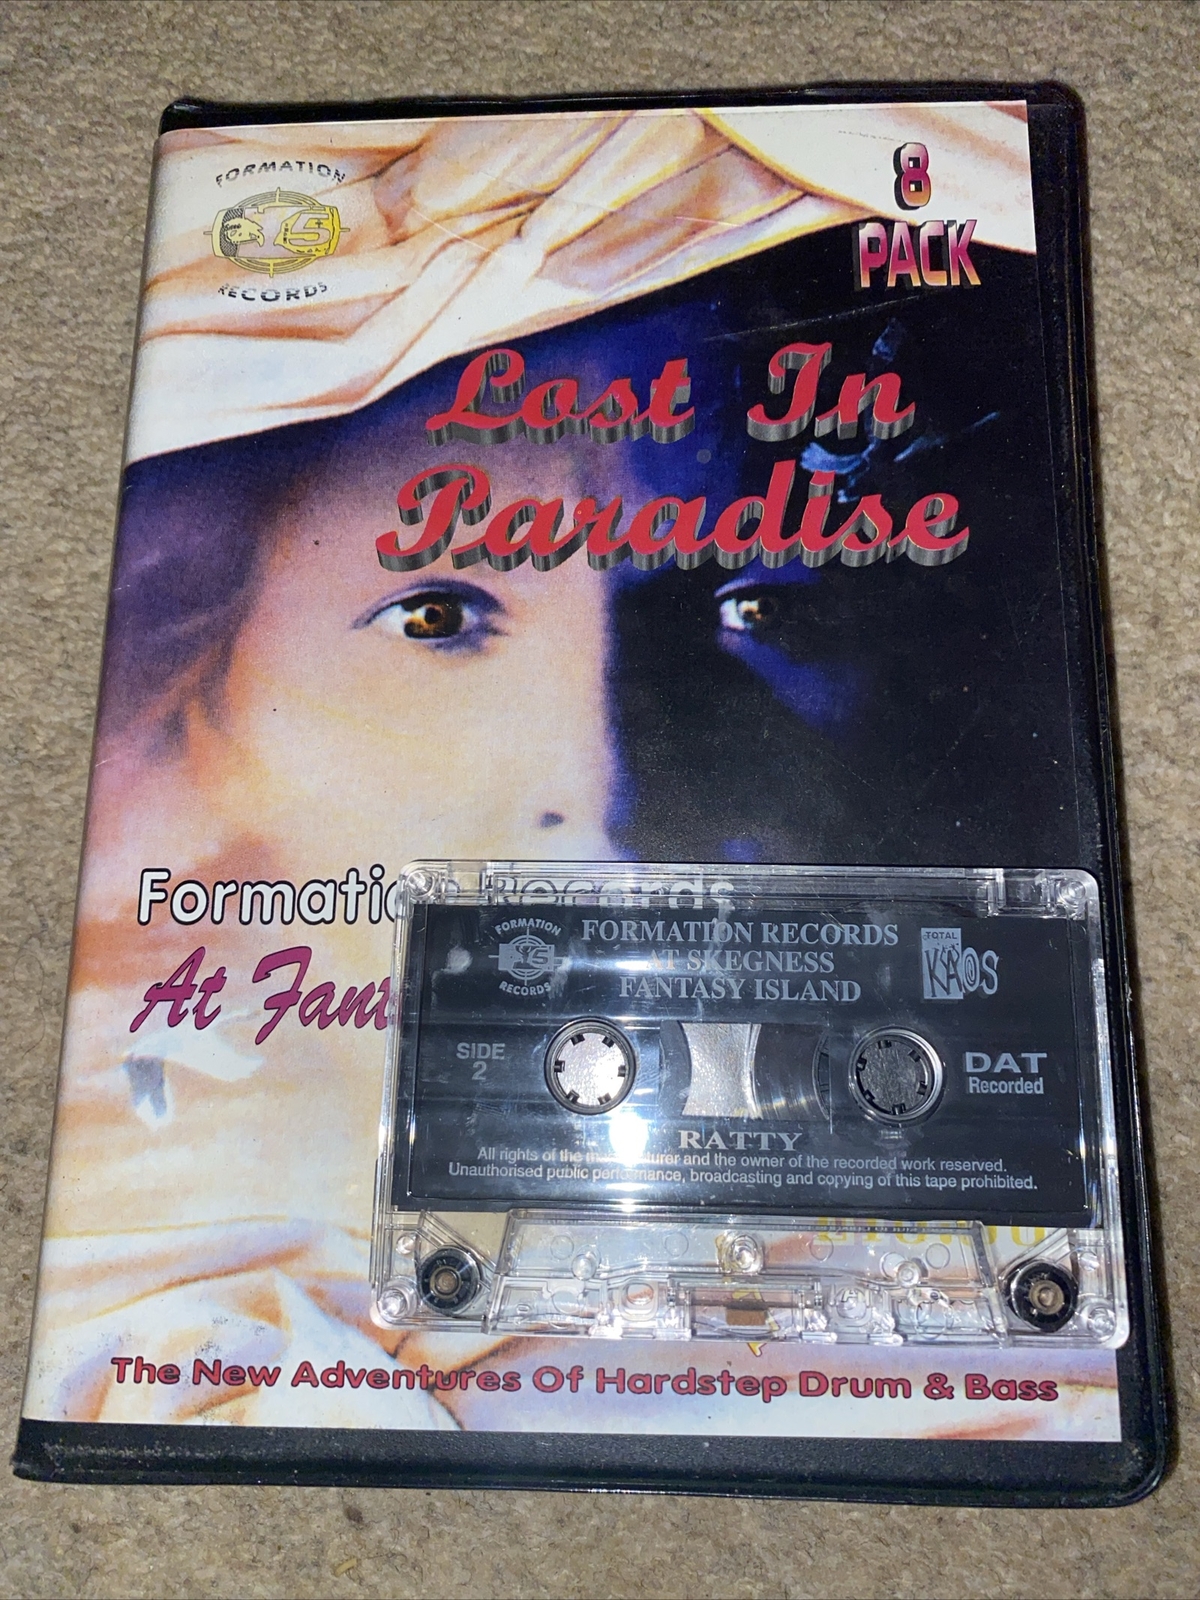 FORMATION
RECORDS
8
PACK
Lost In
Paradise
Formation Records
At Fant
FORMATION
RECORDS
FORMATION RECORDS
AT SKEGNESS
FANTASY ISLAND
TOTAL
KAOS
SIDE
2
DAT
Recorded
RATTY
All rights of the manufacturer and the owner of the recorded work reserved.
Unauthorised public performance, broadcasting and copying of this tape prohibited.
The New Adventures Of Hardstep Drum & Bass